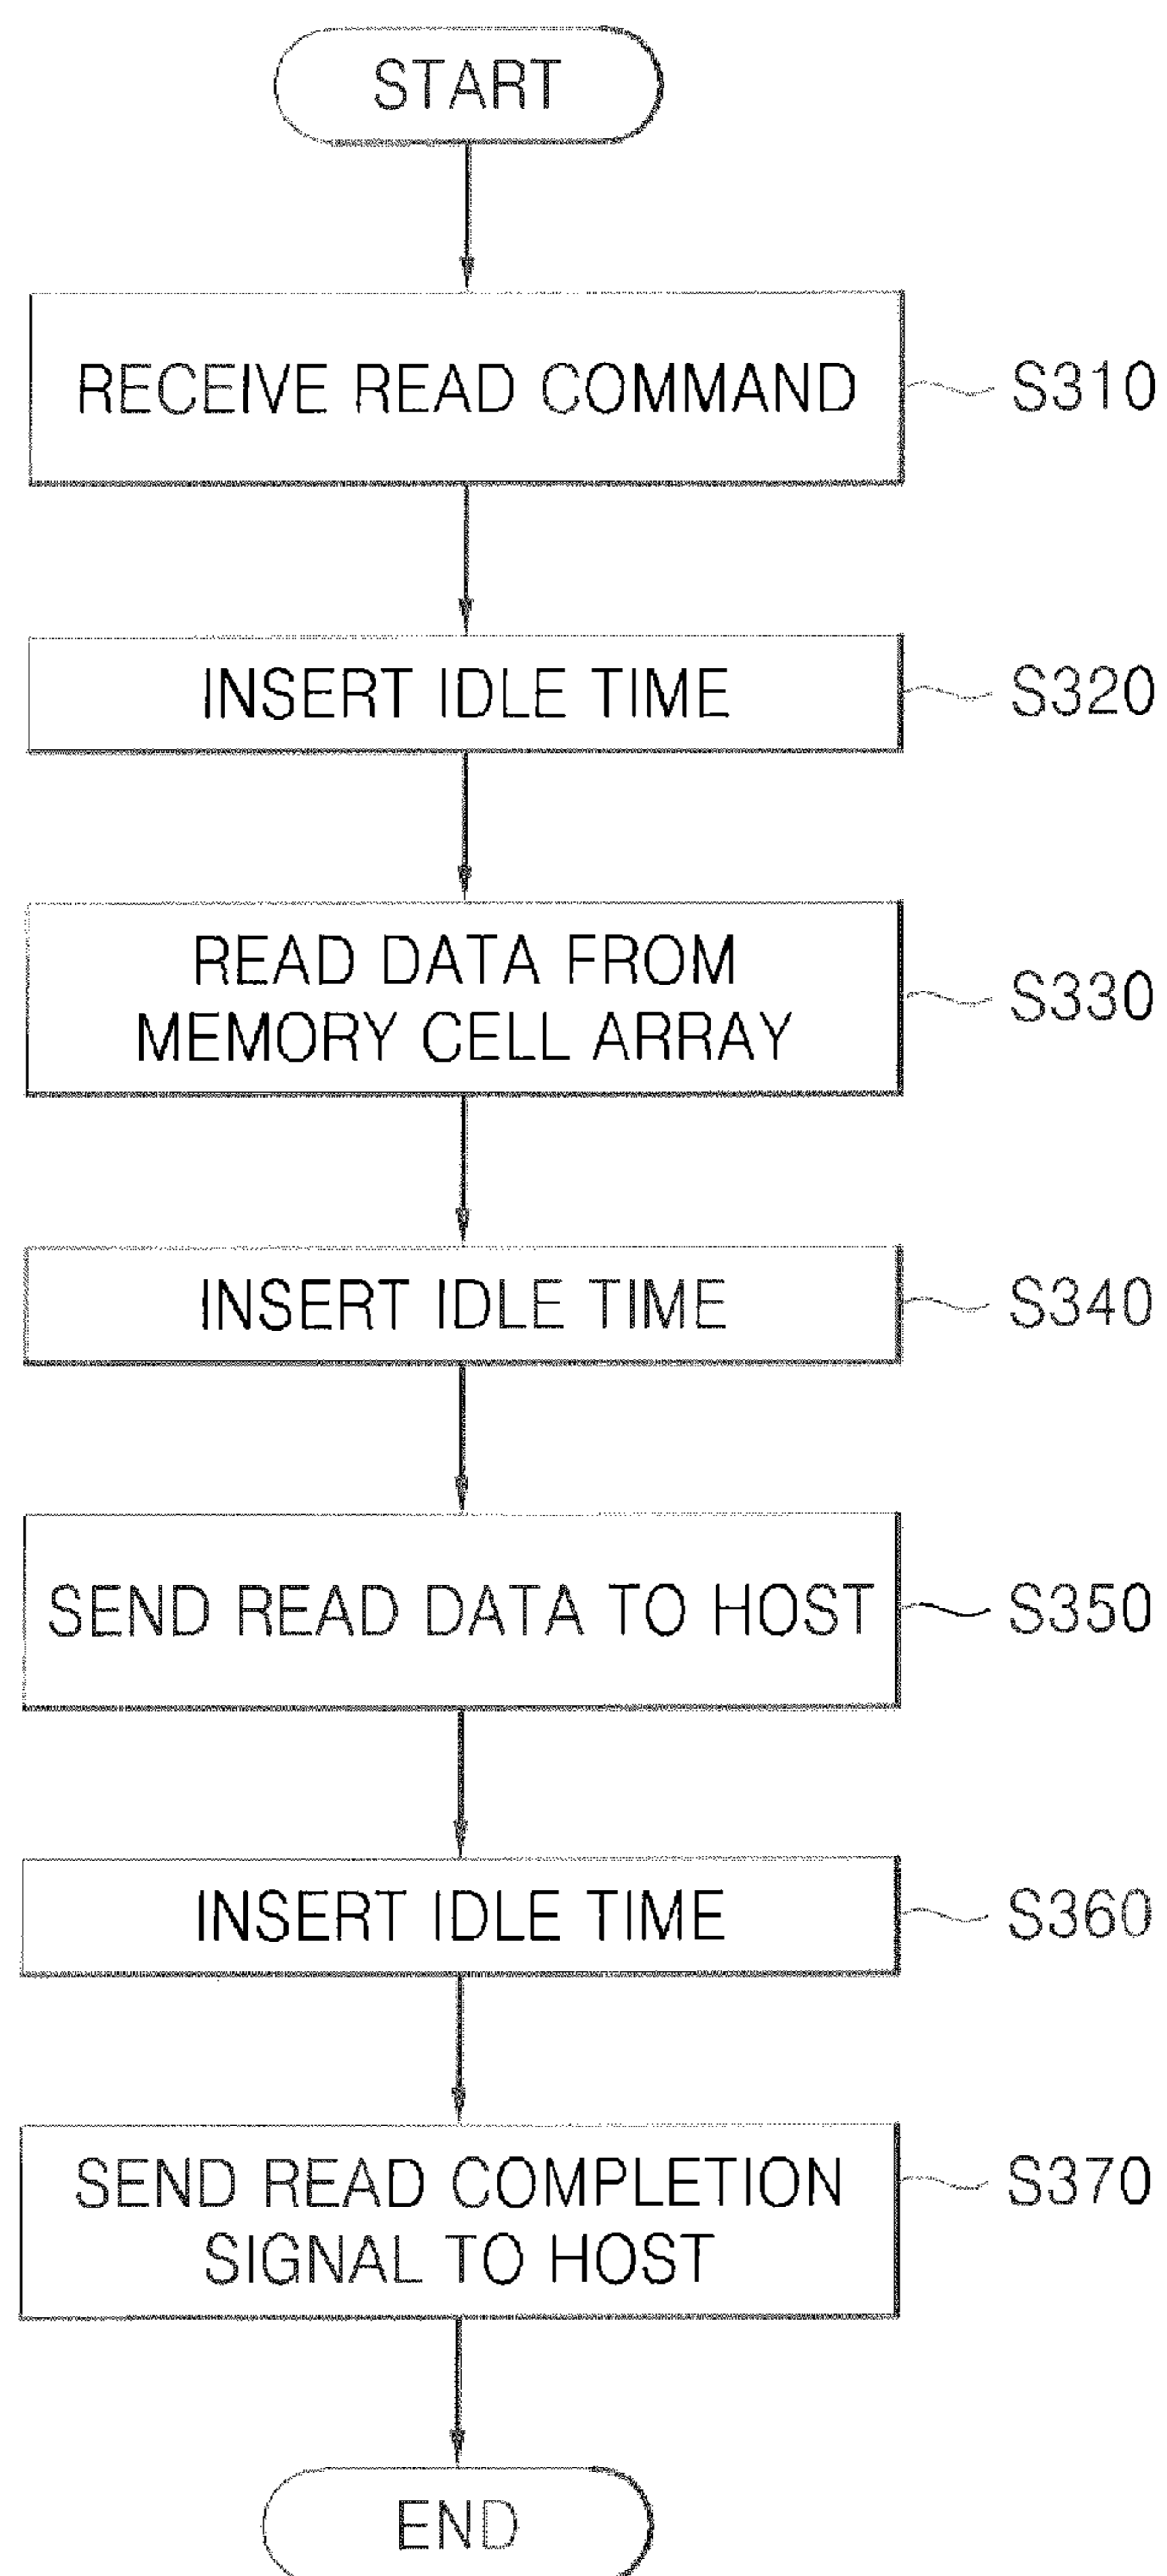 START
RECEIVE READ COMMAND
S310
INSERT IDLE TIME
S320
READ DATA FROM
MEMORY CELL ARRAY
S330
INSERT IDLE TIME
S340
SEND READ DATA TO HOST
S350
INSERT IDLE TIME
S360
SEND READ COMPLETION
SIGNAL TO HOST
S370
END